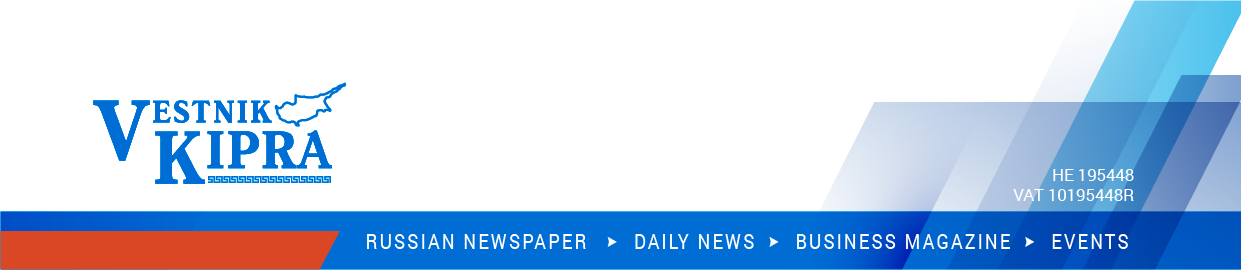 VESTNIK
KIPRA
HE 195448
VAT 10195448R
RUSSIAN NEWSPAPER DAILY NEWS BUSINESS MAGAZINE EVENTS